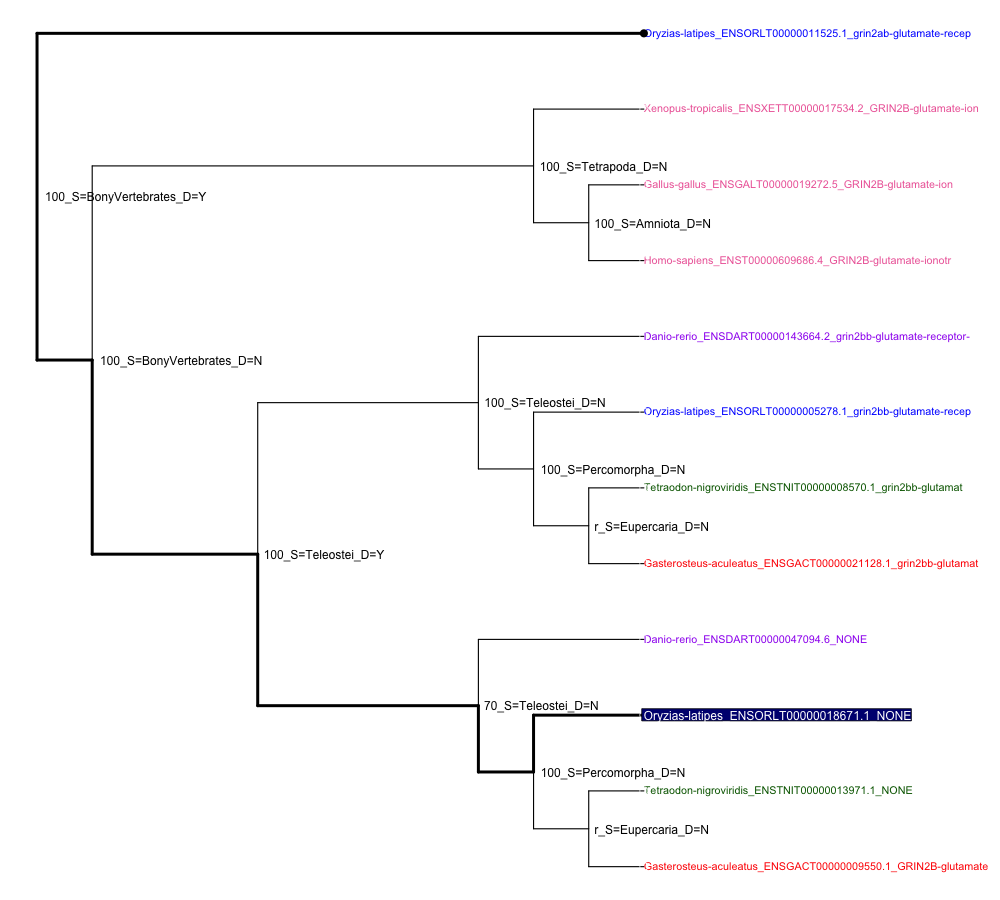 Oryzias-latipes_ENSORLT00000011525.1_grin2ab-glutamate-recep
Xenopus-tropicalis_ENSXETT00000017534.2_GRIN2B-glutamate-ion
100_S=Tetrapoda_D=N
Gallus-gallus_ENSGALT00000019272.5_GRIN2B-glutamate-ion
100_S=BonyVertebrates_D=Y
100_S=Amniota_D=N
Homo-sapiens_ENST00000609686.4_GRIN2B-glutamate-ionotr
Danio-rerio_ENSDART00000143664.2_grin2bb-glutamate-receptor-
100_S=BonyVertebrates_D=N
100_S=Teleostei_D=N
Oryzias-latipes_ENSORLT00000005278.1_grin2bb-glutamate-recep
100_S=Percomorpha_D=N
Tetraodon-nigroviridis_ENSTNIT00000008570.1_grin2bb-glutamat
r_S=Eupercaria_D=N
100_S=Teleostei_D=Y
Gasterosteus-aculeatus_ENSGACT00000021128.1_grin2bb-glutamat
Danio-rerio_ENSDART00000047094.6_NONE
70_S=Teleostei_D=N
Oryzias-latipes_ENSORLT00000018671.1_NONE
100_S=Percomorpha_D=N
Tetraodon-nigroviridis_ENSTNIT00000013971.1_NONE
r_S=Eupercaria_D=N
Gasterosteus-aculeatus_ENSGACT00000009550.1_GRIN2B-glutamate